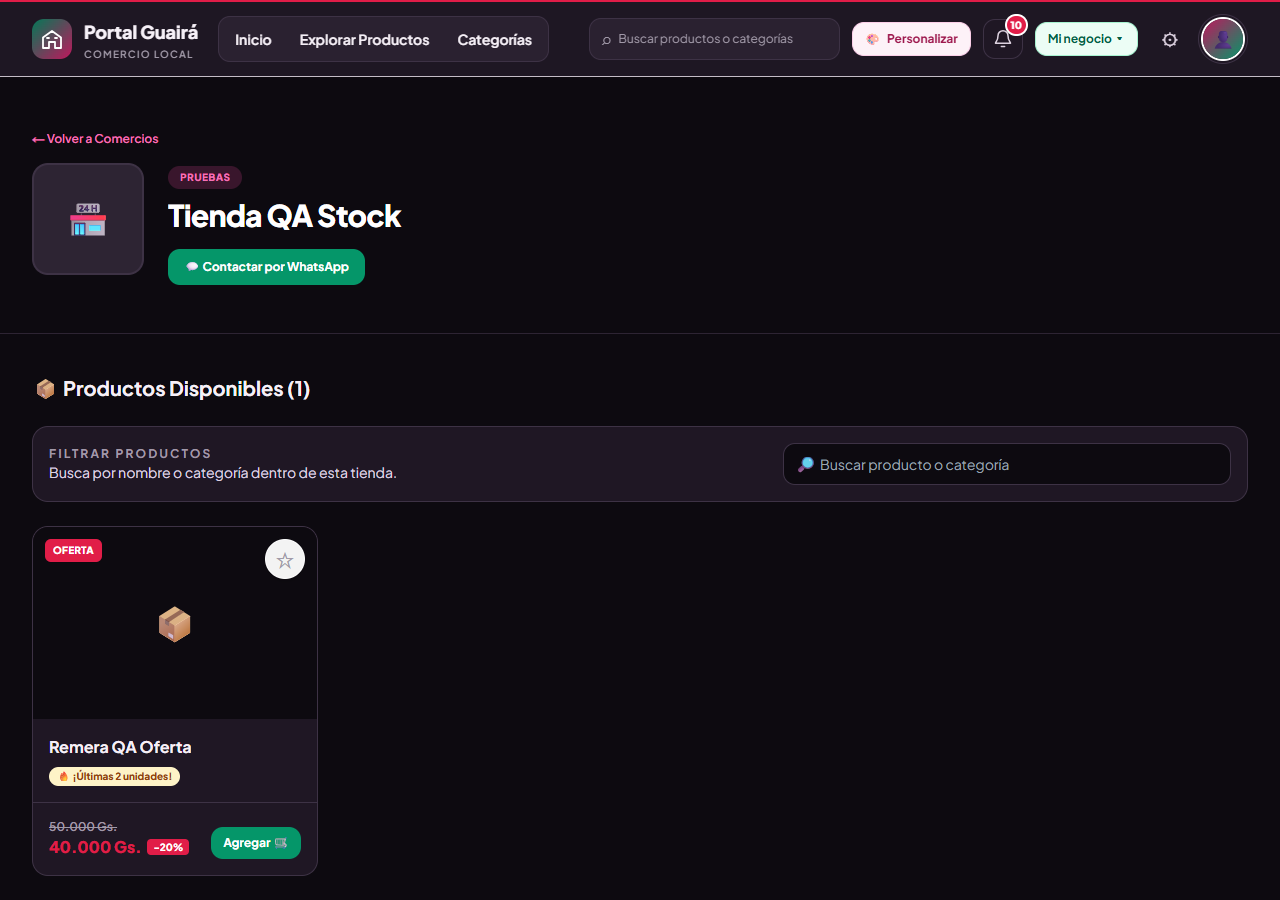 Portal Guairá
COMERCIO LOCAL
Inicio
Explorar Productos
Categorías
Buscar productos o categorías
Personalizar
10
Mi negocio
← Volver a Comercios
24 H
PRUEBAS
Tienda QA Stock
Contactar por WhatsApp
Productos Disponibles (1)
FILTRAR PRODUCTOS
Busca por nombre o categoría dentro de esta tienda.
Buscar producto o categoría
OFERTA
Remera QA Oferta
¡Últimas 2 unidades!
50.000 Gs.
40.000 Gs. -20%
Agregar